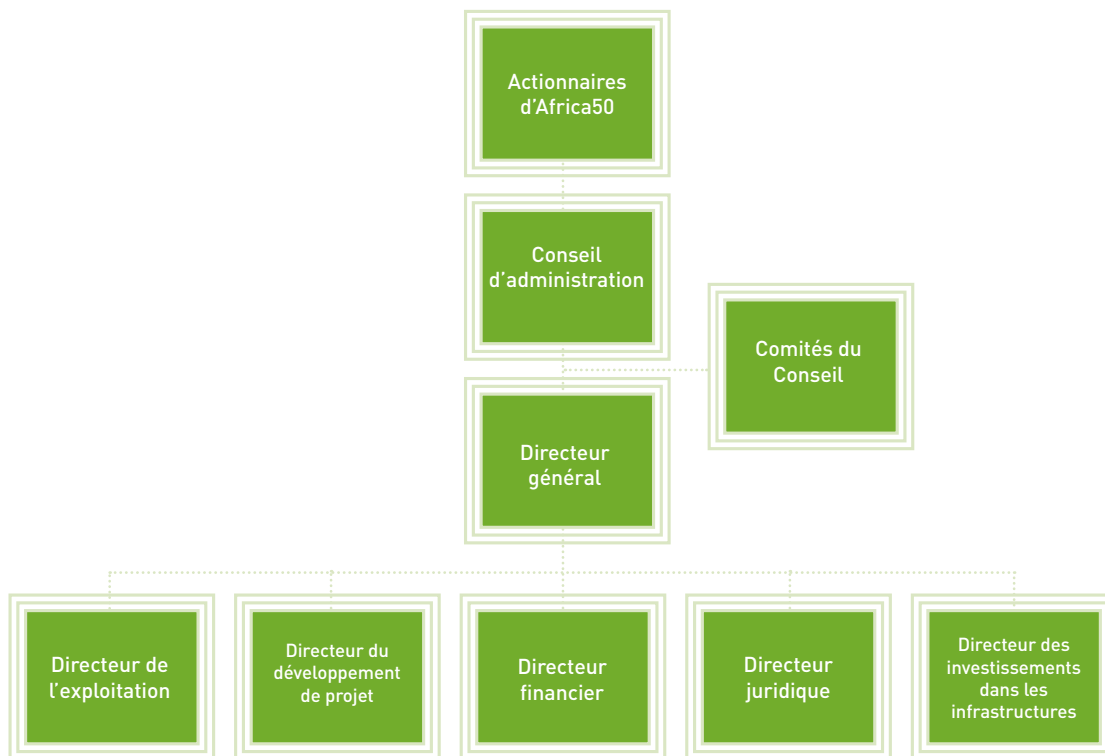 Actionnaires
d’Africa50
Conseil
d’administration
Comités du
Conseil
Directeur
général
Directeur de
l’exploitation
Directeur du
développement
de projet
Directeur
financier
Directeur
juridique
Directeur des
investissements
dans les
infrastructures